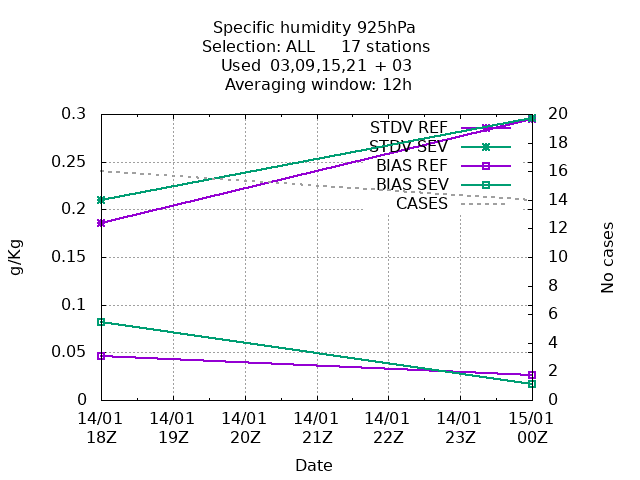 Specific humidity 925hPa
Selection: ALL 17 stations
Used 03,09,15,21 + 03
Averaging window: 12h
0.3
0.25
0.2
0.15
0.1
0.05
0
20
18
16
14
12
10
8
6
4
2
0
STDV REF
STDV SEV
BIAS REF
BIAS SEV
CASES
g/Kg
No cases
14/01 14/01 14/01 14/01 14/01 14/01 15/01
18Z 19Z 20Z 21Z 22Z 23Z 00Z
Date